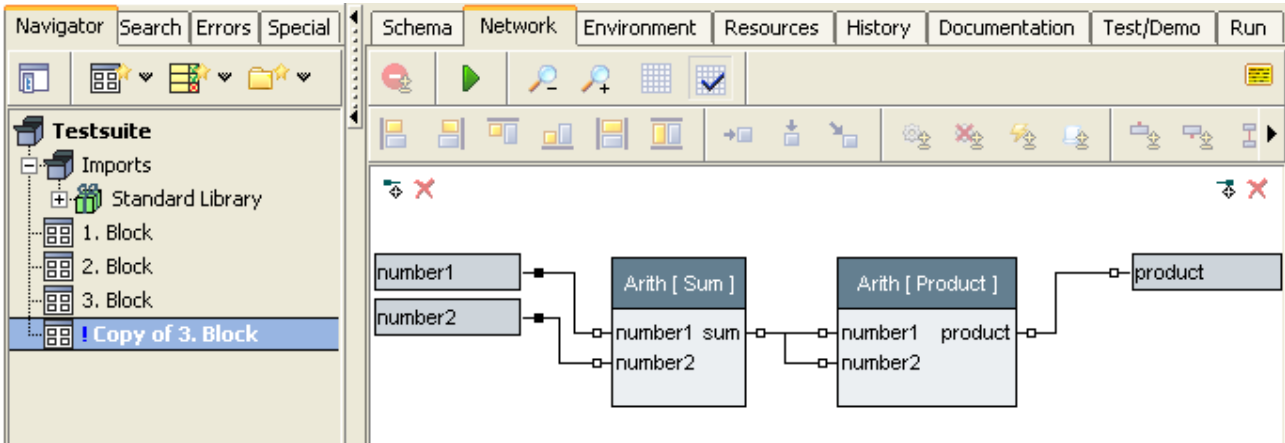 Navigator Search Errors Special
Schema Network Environment Resources History Documentation Test/Demo Run
Testsuite
Imports
Standard Library
1. Block
2. Block
3. Block
! Copy of 3. Block
number1
number2
Arith [ Sum ]
number1 sum
number2
Arith [ Product ]
number1 product
number2
product